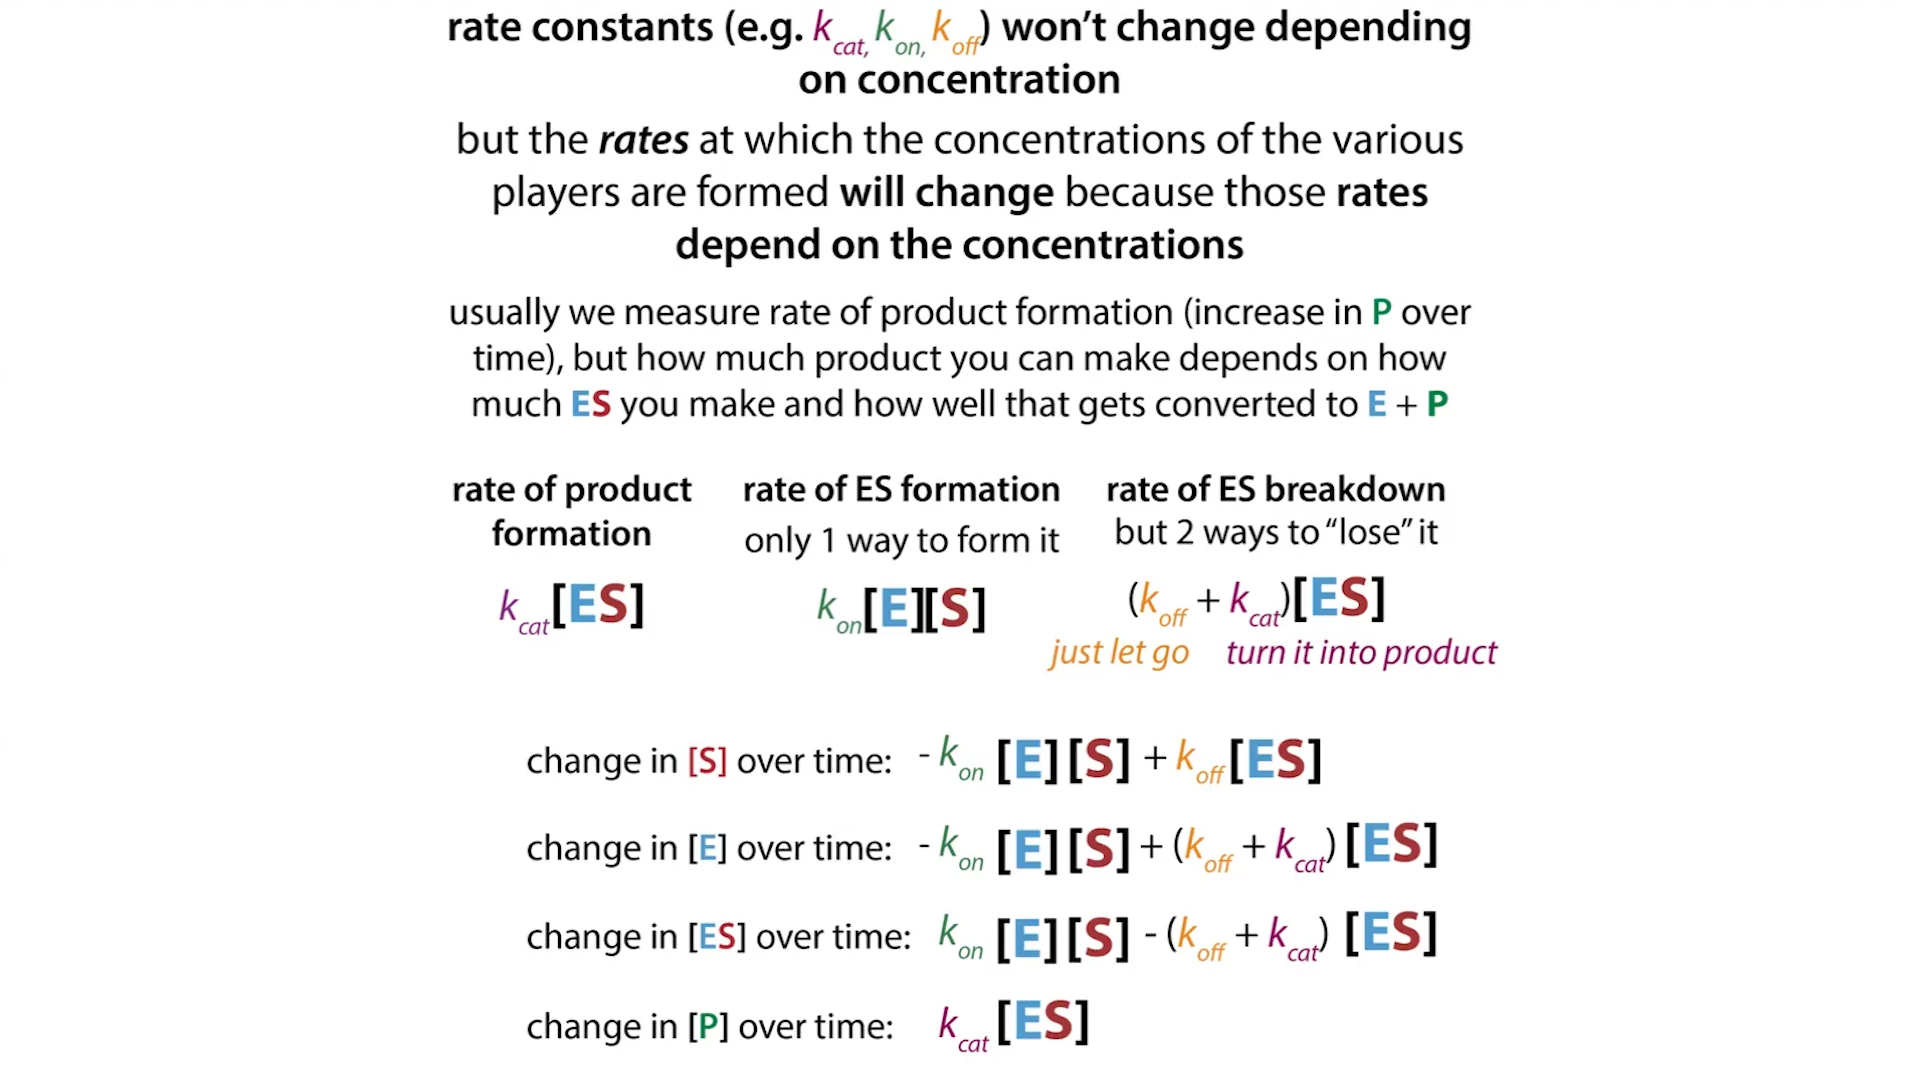 rate constants (e.g. kcat, kon, koff) won't change depending
on concentration
but the rates at which the concentrations of the various
players are formed will change because those rates
depend on the concentrations
usually we measure rate of product formation (increase in P over
time), but how much product you can make depends on how
much ES you make and how well that gets converted to E + P
rate of product
formation
kcat[ES]
rate of ES formation
only 1 way to form it
kon[E][S]
rate of ES breakdown
but 2 ways to “lose” it
(koff + kcat)[ES]
just let go turn it into product
change in [S] over time: - kon [E][S] + koff[ES]
change in [E] over time: - kon [E][S] + (koff + kcat) [ES]
change in [ES] over time: kon [E][S] - (koff + kcat) [ES]
change in [P] over time: kcat [ES]